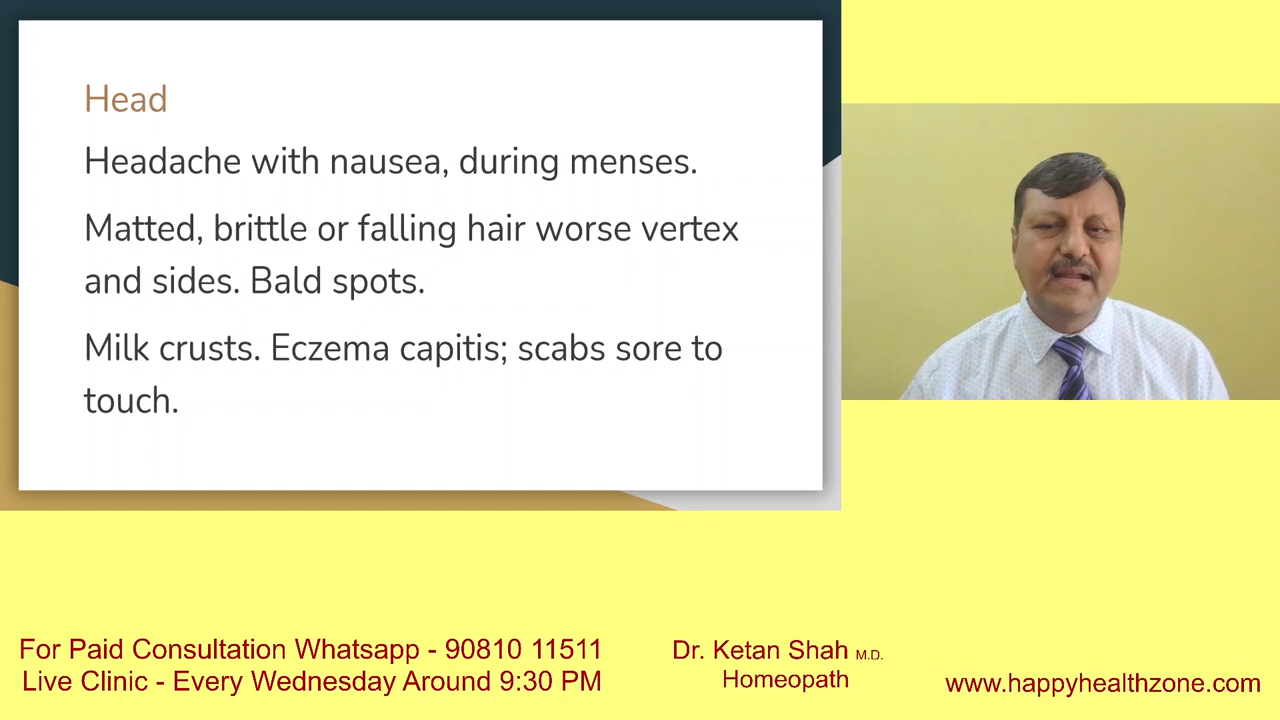 Head
Headache with nausea, during menses.
Matted, brittle or falling hair worse vertex
and sides. Bald spots.
Milk crusts. Eczema capitis; scabs sore to
touch.
For Paid Consultation Whatsapp - 90810 11511
Live Clinic - Every Wednesday Around 9:30 PM
Dr. Ketan Shah M.D.
Homeopath
www.happyhealthzone.com